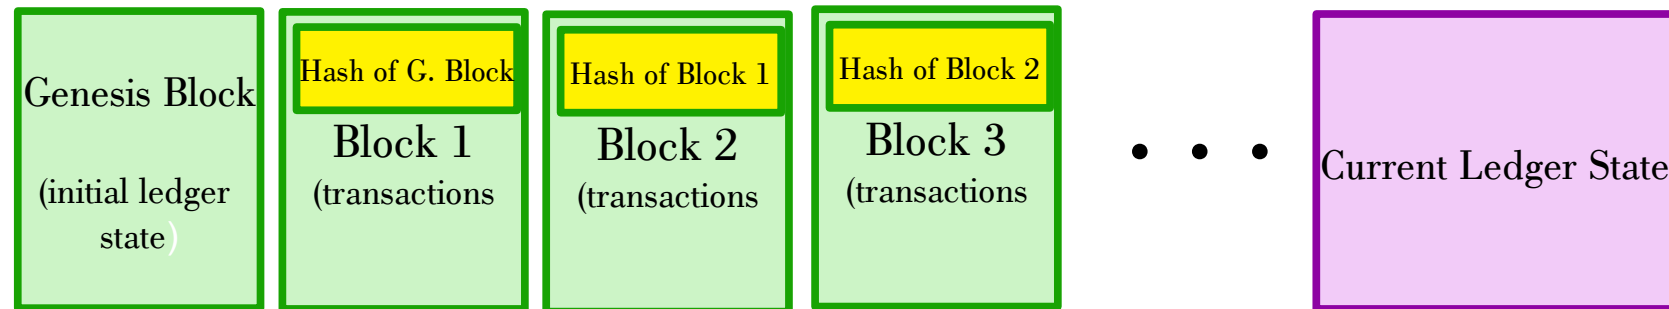 Genesis Block
(initial ledger
state)
Hash of G. Block
Block 1
(transactions
Hash of Block 1
Block 2
(transactions
Hash of Block 2
Block 3
(transactions
• • •
Current Ledger State